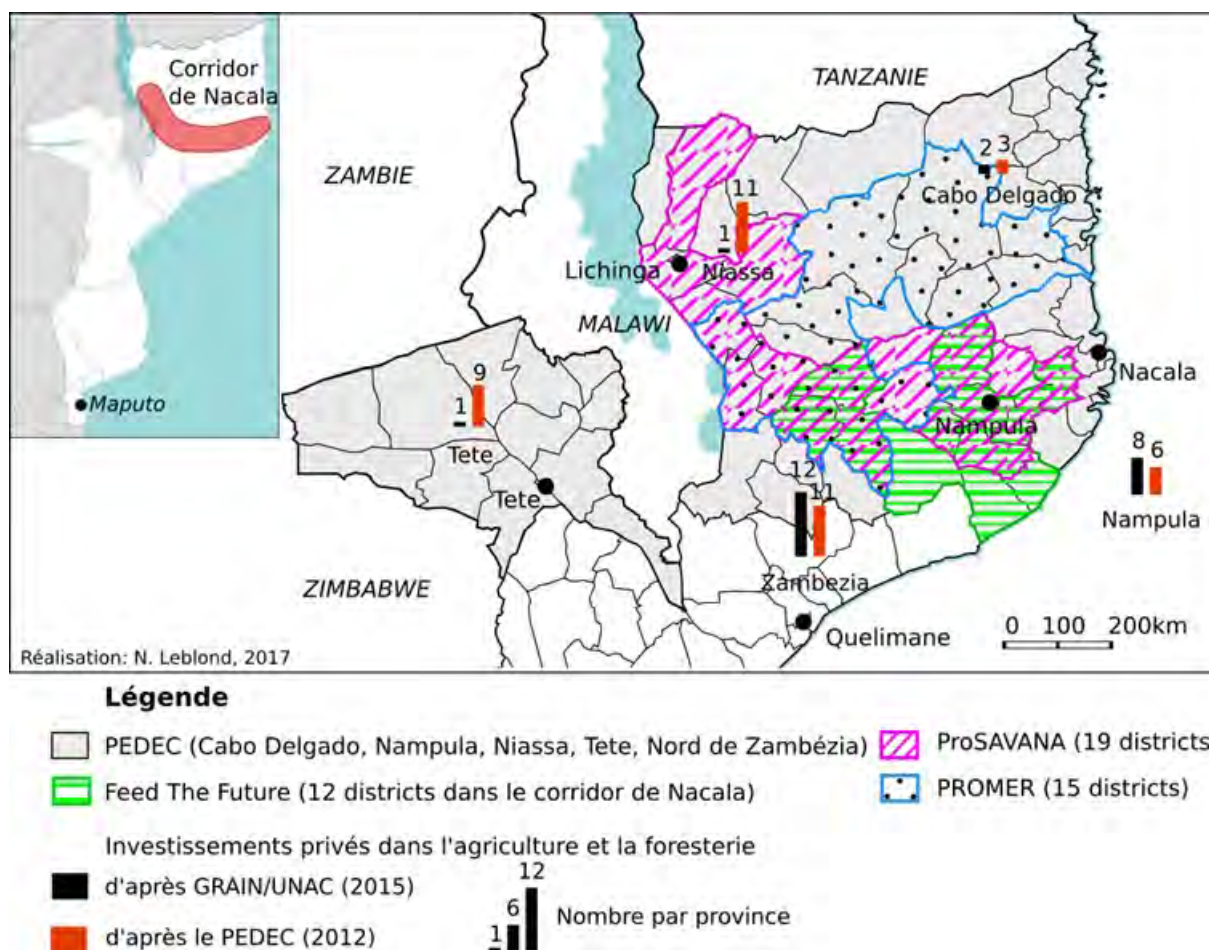 Corridor
de Nacala
Maputo
TANZANIE
ZAMBIE
2 3
Cabo Delgado
11
1
Lichinga
Niassa
MALAWI
Nacala
9
1
Nampula
Tete
8 6
12
11
Tete
Nampula
ZIMBABWE
Zambezia
0 100 200km
Quelimane
Réalisation: N. Leblond, 2017
Légende
PEDEC (Cabo Delgado, Nampula, Niassa, Tete, Nord de Zambézia)
ProSAVANA (19 districts
Feed The Future (12 districts dans le corridor de Nacala)
PROMER (15 districts)
Investissements privés dans l'agriculture et la foresterie
d'après GRAIN/UNAC (2015)
12
6
1
Nombre par province
d'après le PEDEC (2012)